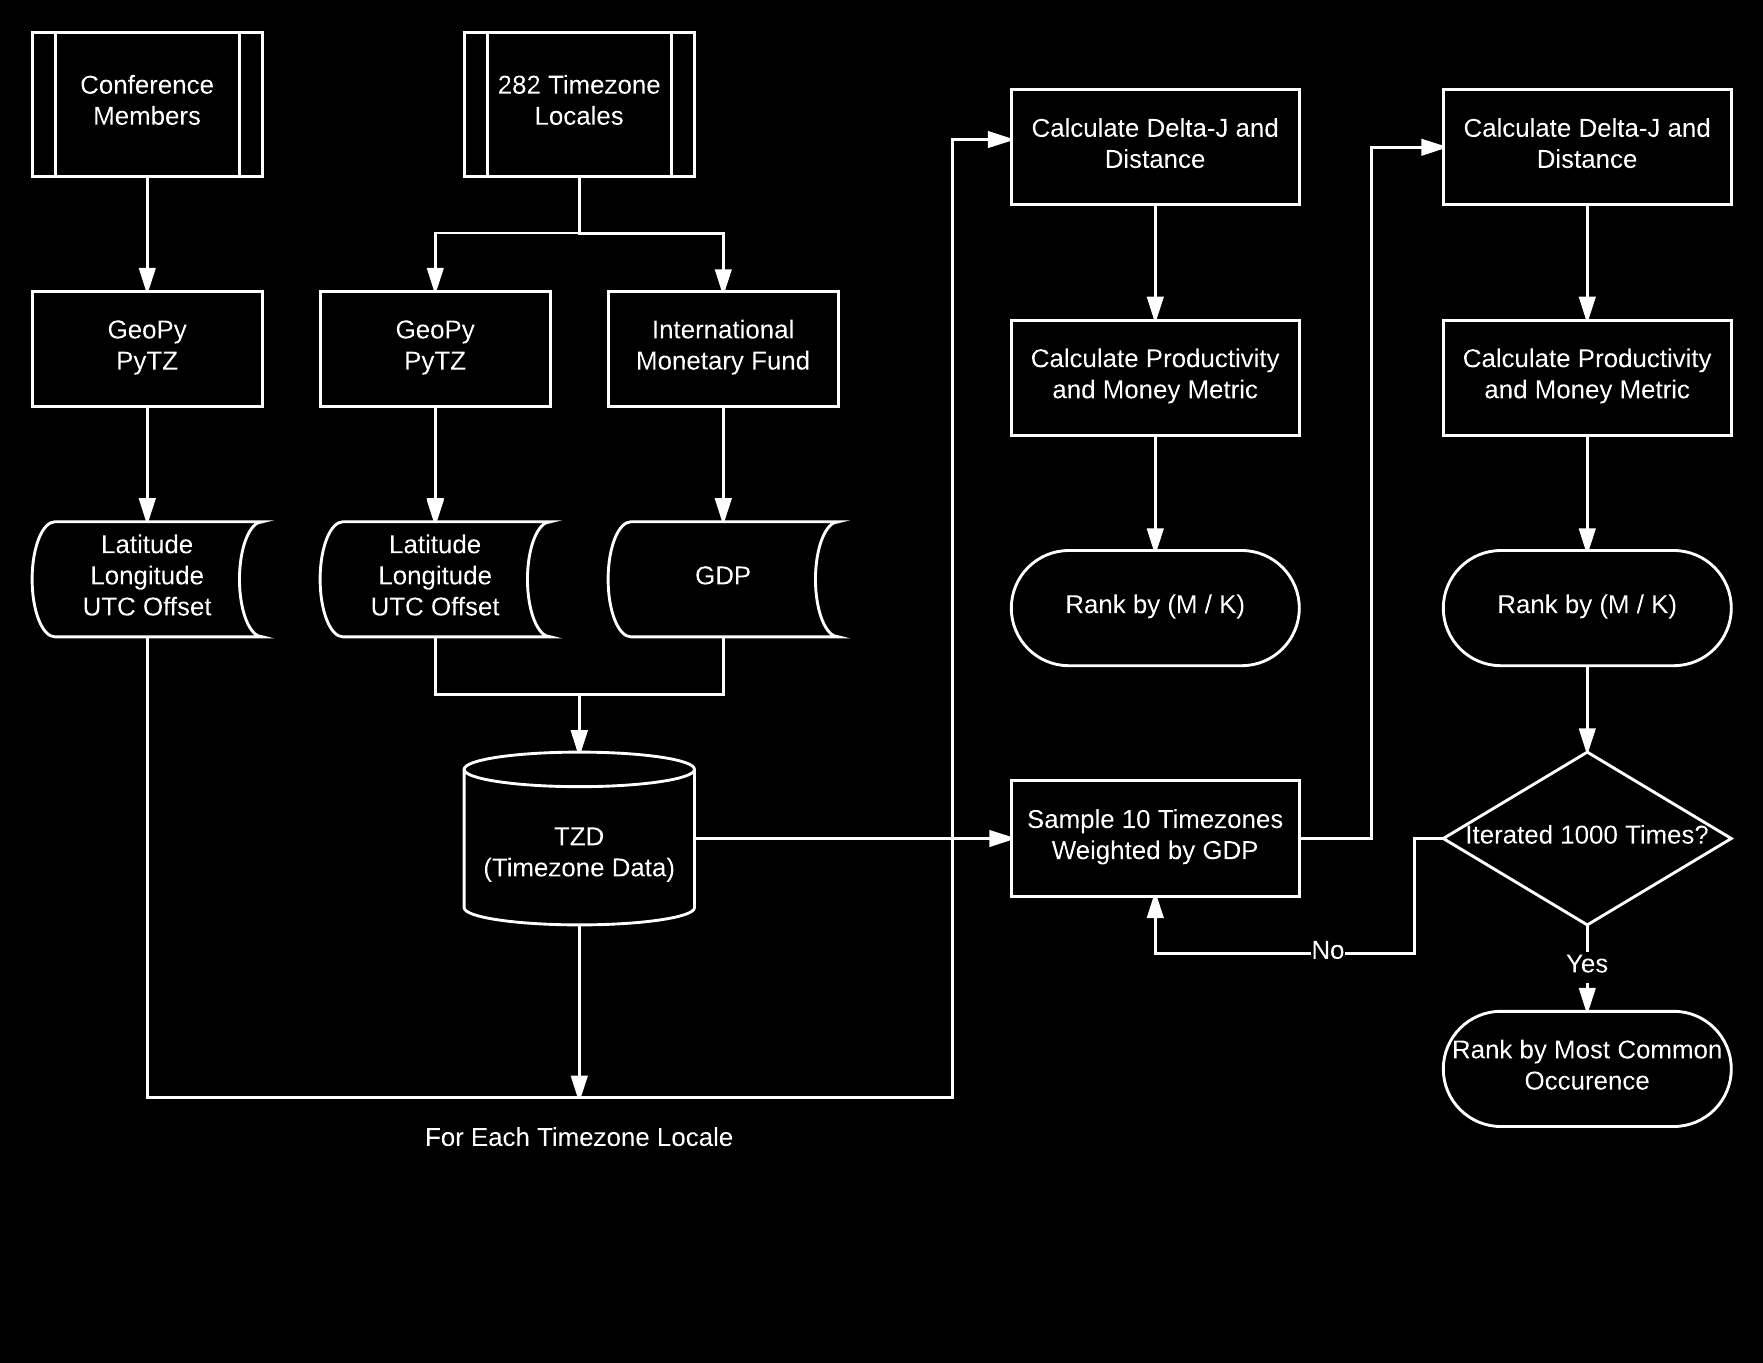 Conference
Members
282 Timezone
Locales
Calculate Delta-J and
Distance
Calculate Delta-J and
Distance
GeoPy
PyTZ
GeoPy
PyTZ
International
Monetary Fund
Calculate Productivity
and Money Metric
Calculate Productivity
and Money Metric
Latitude
Longitude
UTC Offset
Latitude
Longitude
UTC Offset
GDP
Rank by (M / K)
Rank by (M / K)
TZD
(Timezone Data)
Sample 10 Timezones
Weighted by GDP
Iterated 1000 Times?
No
Yes
Rank by Most Common
Occurence
For Each Timezone Locale